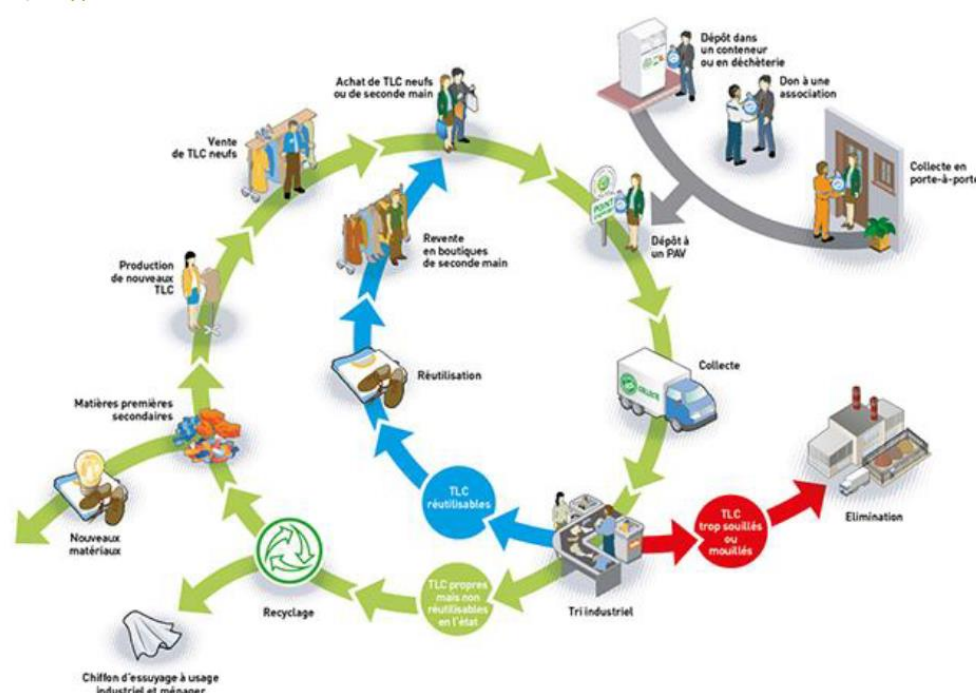 Dépôt dans
un conteneur
ou en déchèterie
Don à une
association
Collecte en
porte-à-porte
Achat de TLC neufs
ou de seconde main
Vente
de TLC neufs
Revente
en boutiques
de seconde main
POINT
Dépôt à
un PAV
Production
de nouveaux
TLC
Réutilisation
Collecte
Matières premières
secondaires
TLC
réutilisables
TLC
trop souillés
ou
mouillés
Elimination
Nouveaux
matériaux
Recyclage
TLC propres
mais non
réutilisables
en l'état
Tri industriel
Chiffon d'essuyage à usage
industriel et ménager